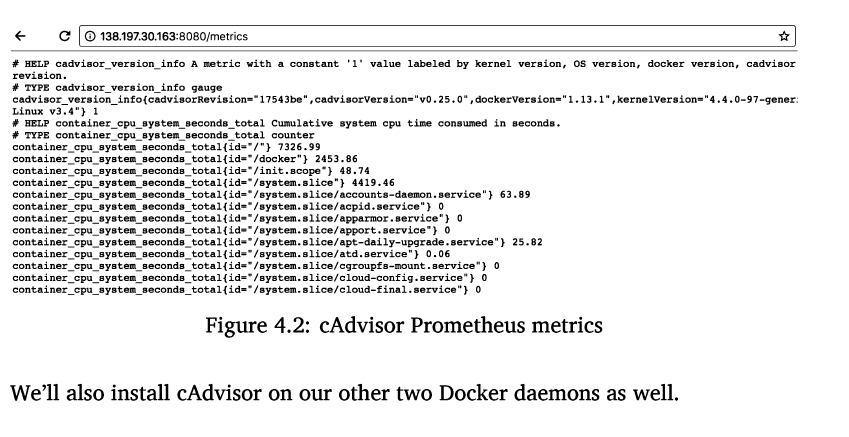 138.197.30.163:8080/metrics
# HELP cadvisor_version_info A metric with a constant '1' value labeled by kernel version, OS version, docker version, cadvisor
revision.
# TYPE cadvisor_version_info gauge
cadvisor_version_info{cadvisorRevision="17543be",cadvisorVersion="v0.25.0",dockerVersion="1.13.1",kernelVersion="4.4.0-97-generi
Linux v3.4"} 1
# HELP container_cpu_system_seconds_total Cumulative system cpu time consumed in seconds.
# TYPE container_cpu_system_seconds_total counter
container_cpu_system_seconds_total{id="/"} 7326.99
container_cpu_system_seconds_total{id="/docker"} 2453.86
container_cpu_system_seconds_total{id="/init.scope"} 48.74
container_cpu_system_seconds_total{id="/system.slice"} 4419.46
container_cpu_system_seconds_total{id="/system.slice/accounts-daemon.service"} 63.89
container_cpu_system_seconds_total{id="/system.slice/acpid.service"} 0
container_cpu_system_seconds_total{id="/system.slice/apparmor.service"} 0
container_cpu_system_seconds_total{id="/system.slice/apport.service"} 0
container_cpu_system_seconds_total{id="/system.slice/apt-daily-upgrade.service"} 25.82
container_cpu_system_seconds_total{id="/system.slice/atd.service"} 0.06
container_cpu_system_seconds_total{id="/system.slice/cgroupfs-mount.service"} 0
container_cpu_system_seconds_total{id="/system.slice/cloud-config.service"} 0
container_cpu_system_seconds_total{id="/system.slice/cloud-final.service"} 0
Figure 4.2: cAdvisor Prometheus metrics
We’ll also install cAdvisor on our other two Docker daemons as well.